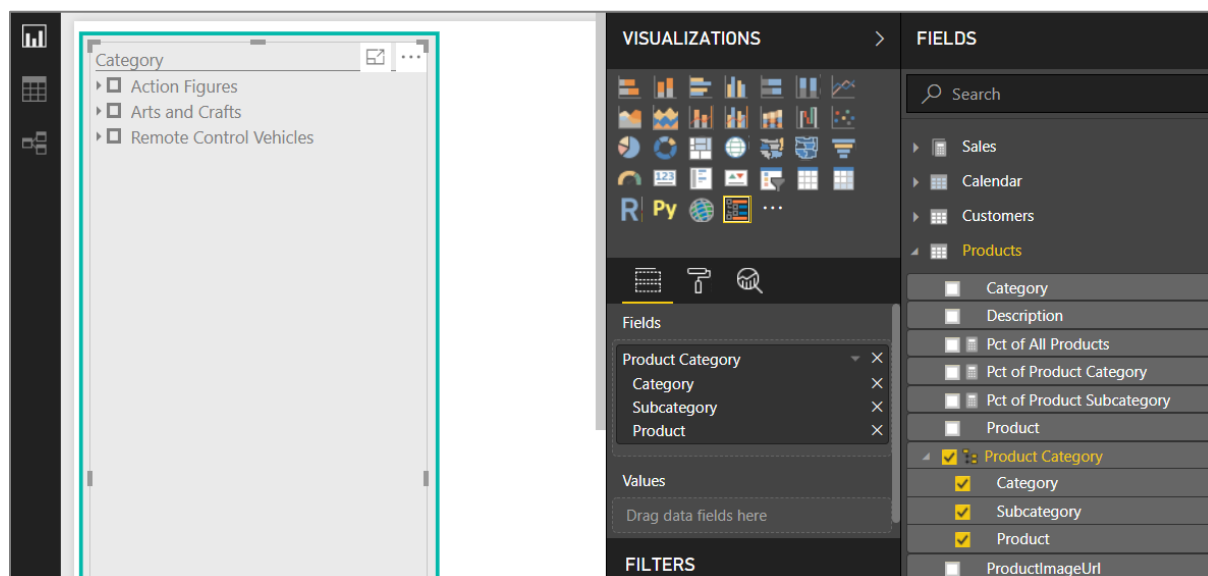 Category
Action Figures
Arts and Crafts
Remote Control Vehicles
VISUALIZATIONS
123
R Py
Fields
Product Category
Category
Subcategory
Product
Values
Drag data fields here
FILTERS
FIELDS
Search
Sales
Calendar
Customers
Products
Category
Description
Pct of All Products
Pct of Product Category
Pct of Product Subcategory
Product
Product Category
Category
Subcategory
Product
ProductImageUrl